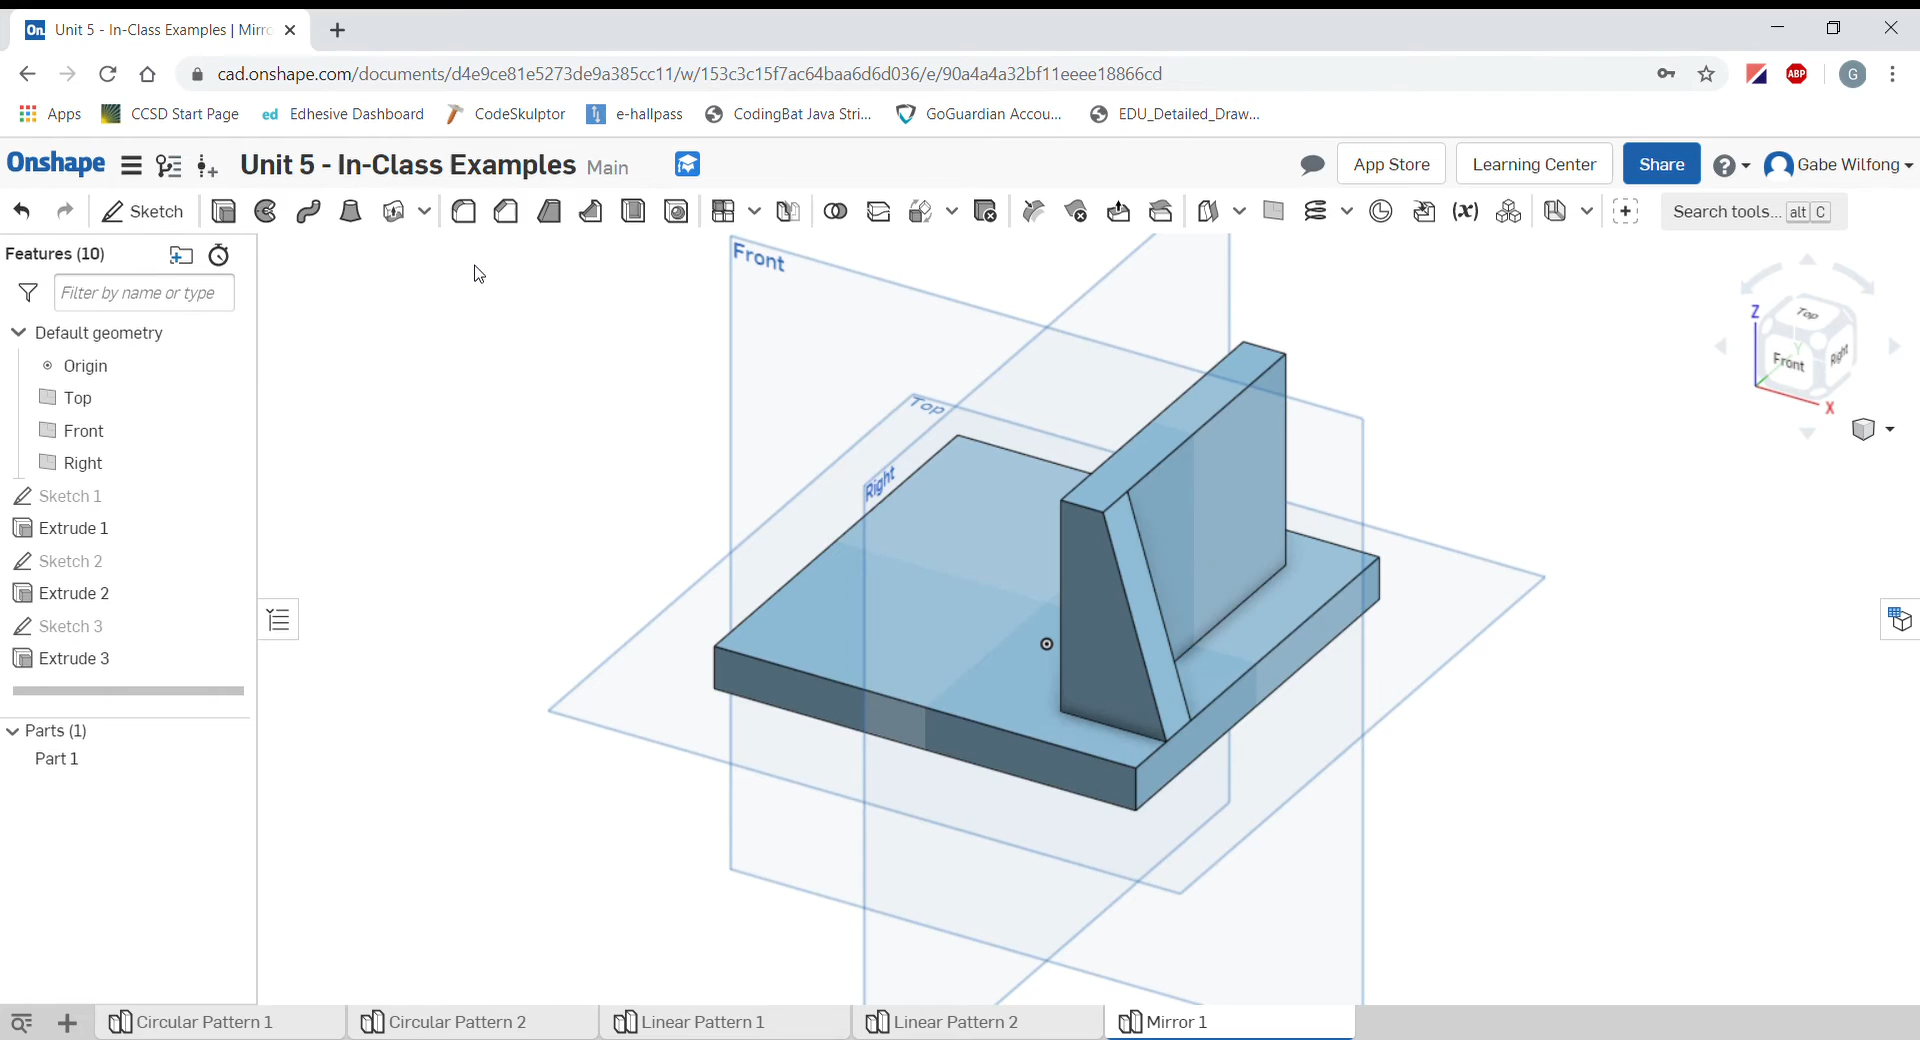 Unit 5 - In-Class Examples | Mirro
cad.onshape.com/documents/d4e9ce81e5273de9a385cc11/w/153c3c15f7ac64baa6d6d036/e/90a4a4a32bf11eeee18866cd
ABP
G
Apps CCSD Start Page ed Edhesive Dashboard CodeSkulptor e-hallpass CodingBat Java Stri... GoGuardian Accou... EDU_Detailed_Draw...
Onshape Unit 5 - In-Class Examples Main App Store Learning Center Share Gabe Wilfong
Sketch (x) Search tools... alt C
Features (10)
Filter by name or type
Default geometry
Origin
Top
Front
Right
Sketch 1
Extrude 1
Sketch 2
Extrude 2
Sketch 3
Extrude 3
Parts (1)
Part 1
Front
Top
Right
Z
Top
Y
Front
Right
X
Circular Pattern 1 Circular Pattern 2 Linear Pattern 1 Linear Pattern 2 Mirror 1